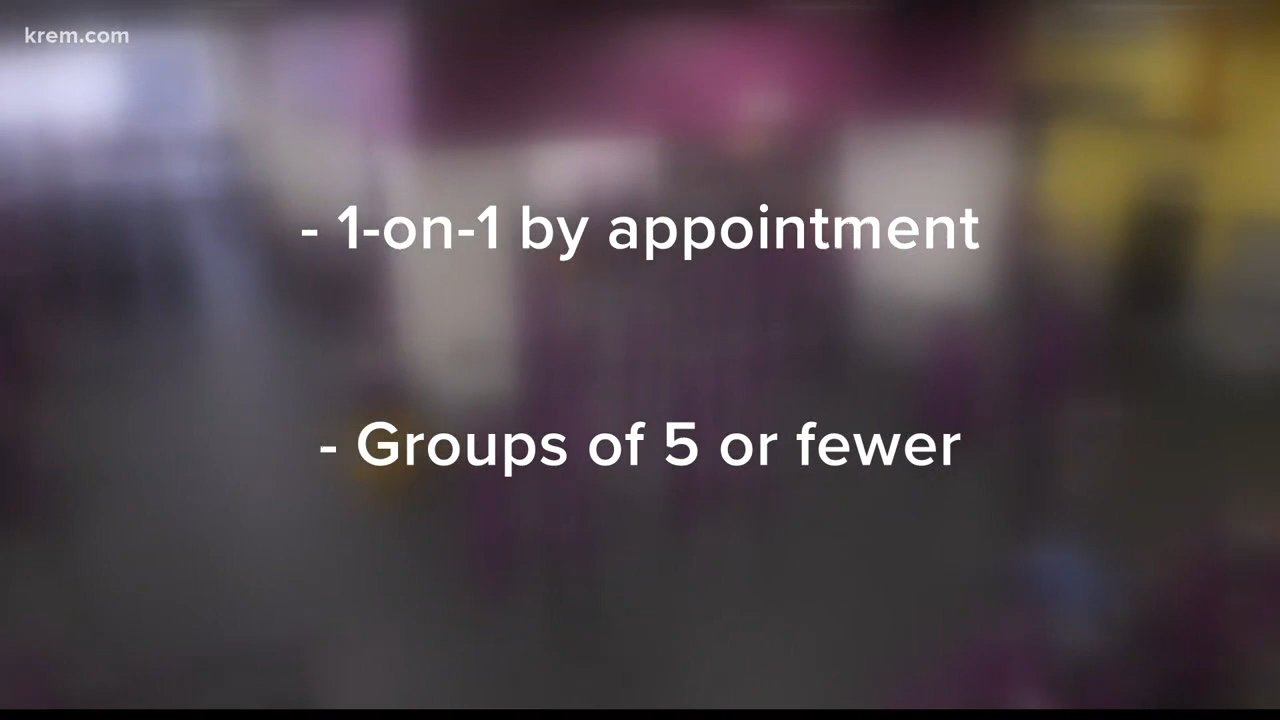 krem.com
- 1-on-1 by appointment
- Groups of 5 or fewer